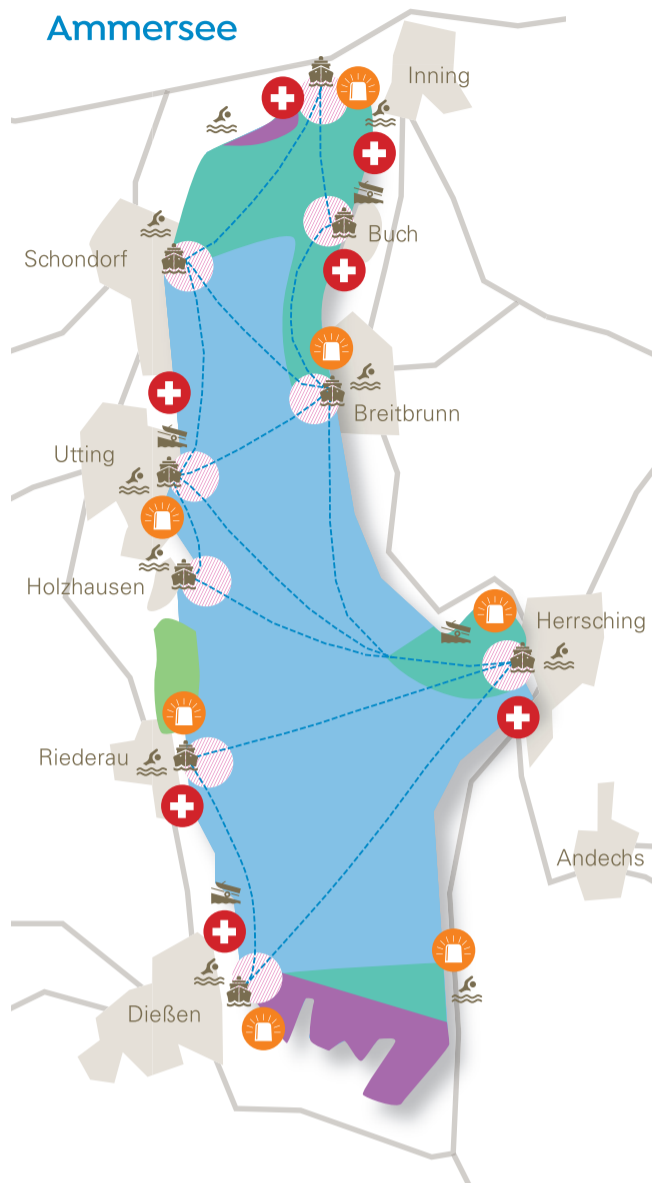 Ammersee
Inning
Buch
Schondorf
Breitbrunn
Utting
Holzhausen
Herrsching
Riederau
Andechs
Dießen